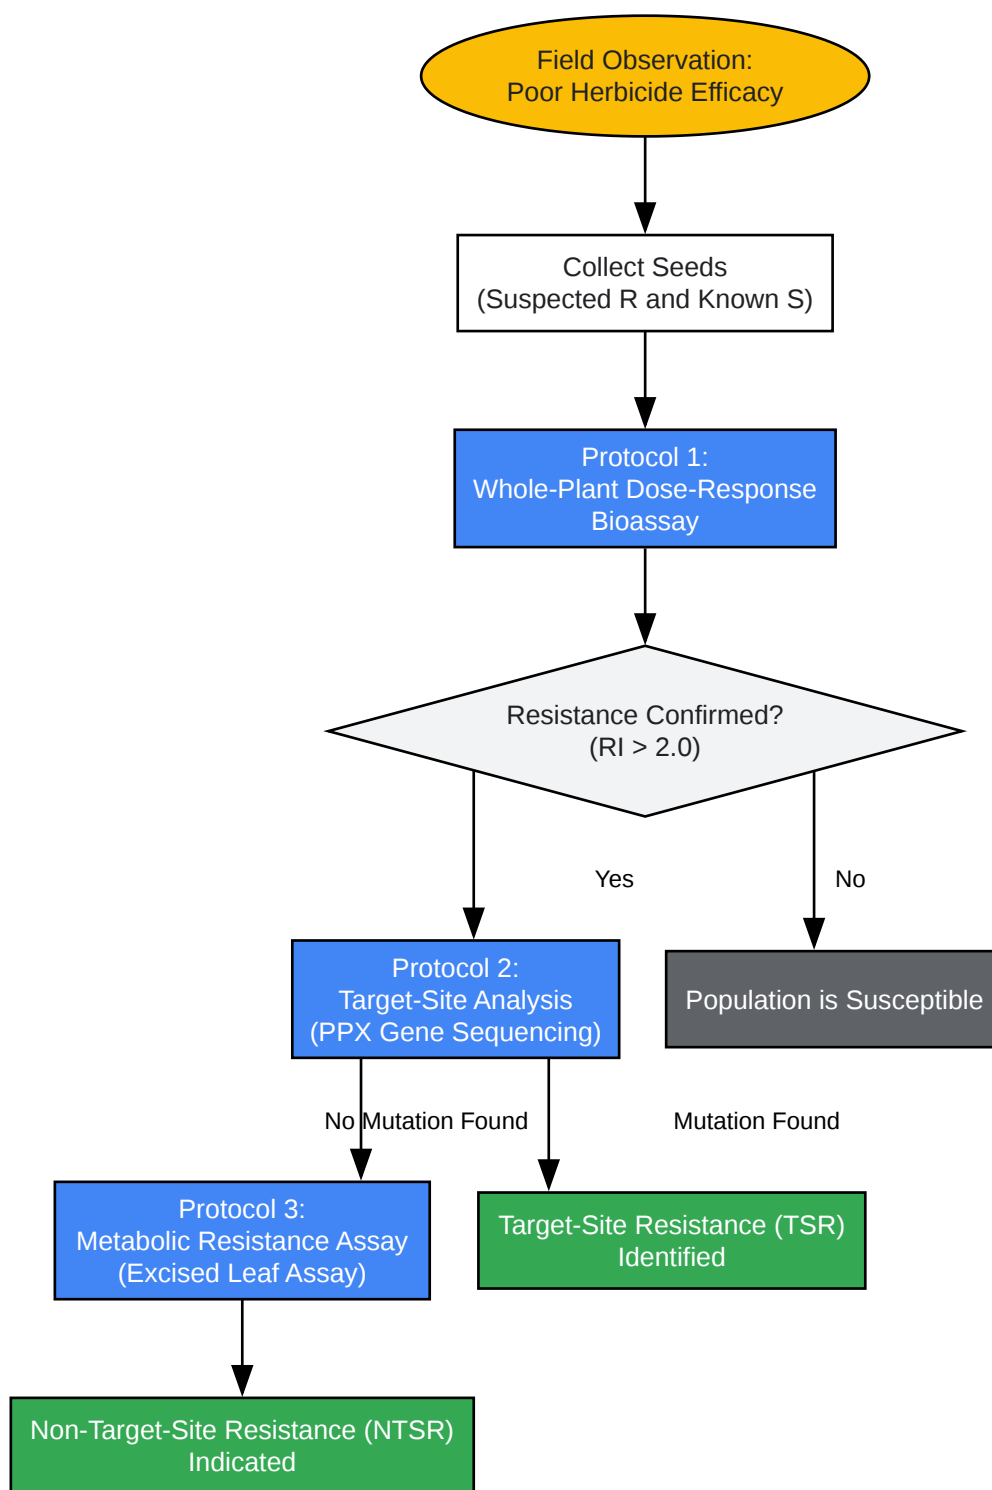 Field Observation:
Poor Herbicide Efficacy
Collect Seeds
(Suspected R and Known S)
Protocol 1:
Whole-Plant Dose-Response
Bioassay
Resistance Confirmed?
(RI > 2.0)
Yes
No
Protocol 2:
Target-Site Analysis
(PPX Gene Sequencing)
Population is Susceptible
No Mutation Found
Mutation Found
Protocol 3:
Metabolic Resistance Assay
(Excised Leaf Assay)
Target-Site Resistance (TSR)
Identified
Non-Target-Site Resistance (NTSR)
Indicated